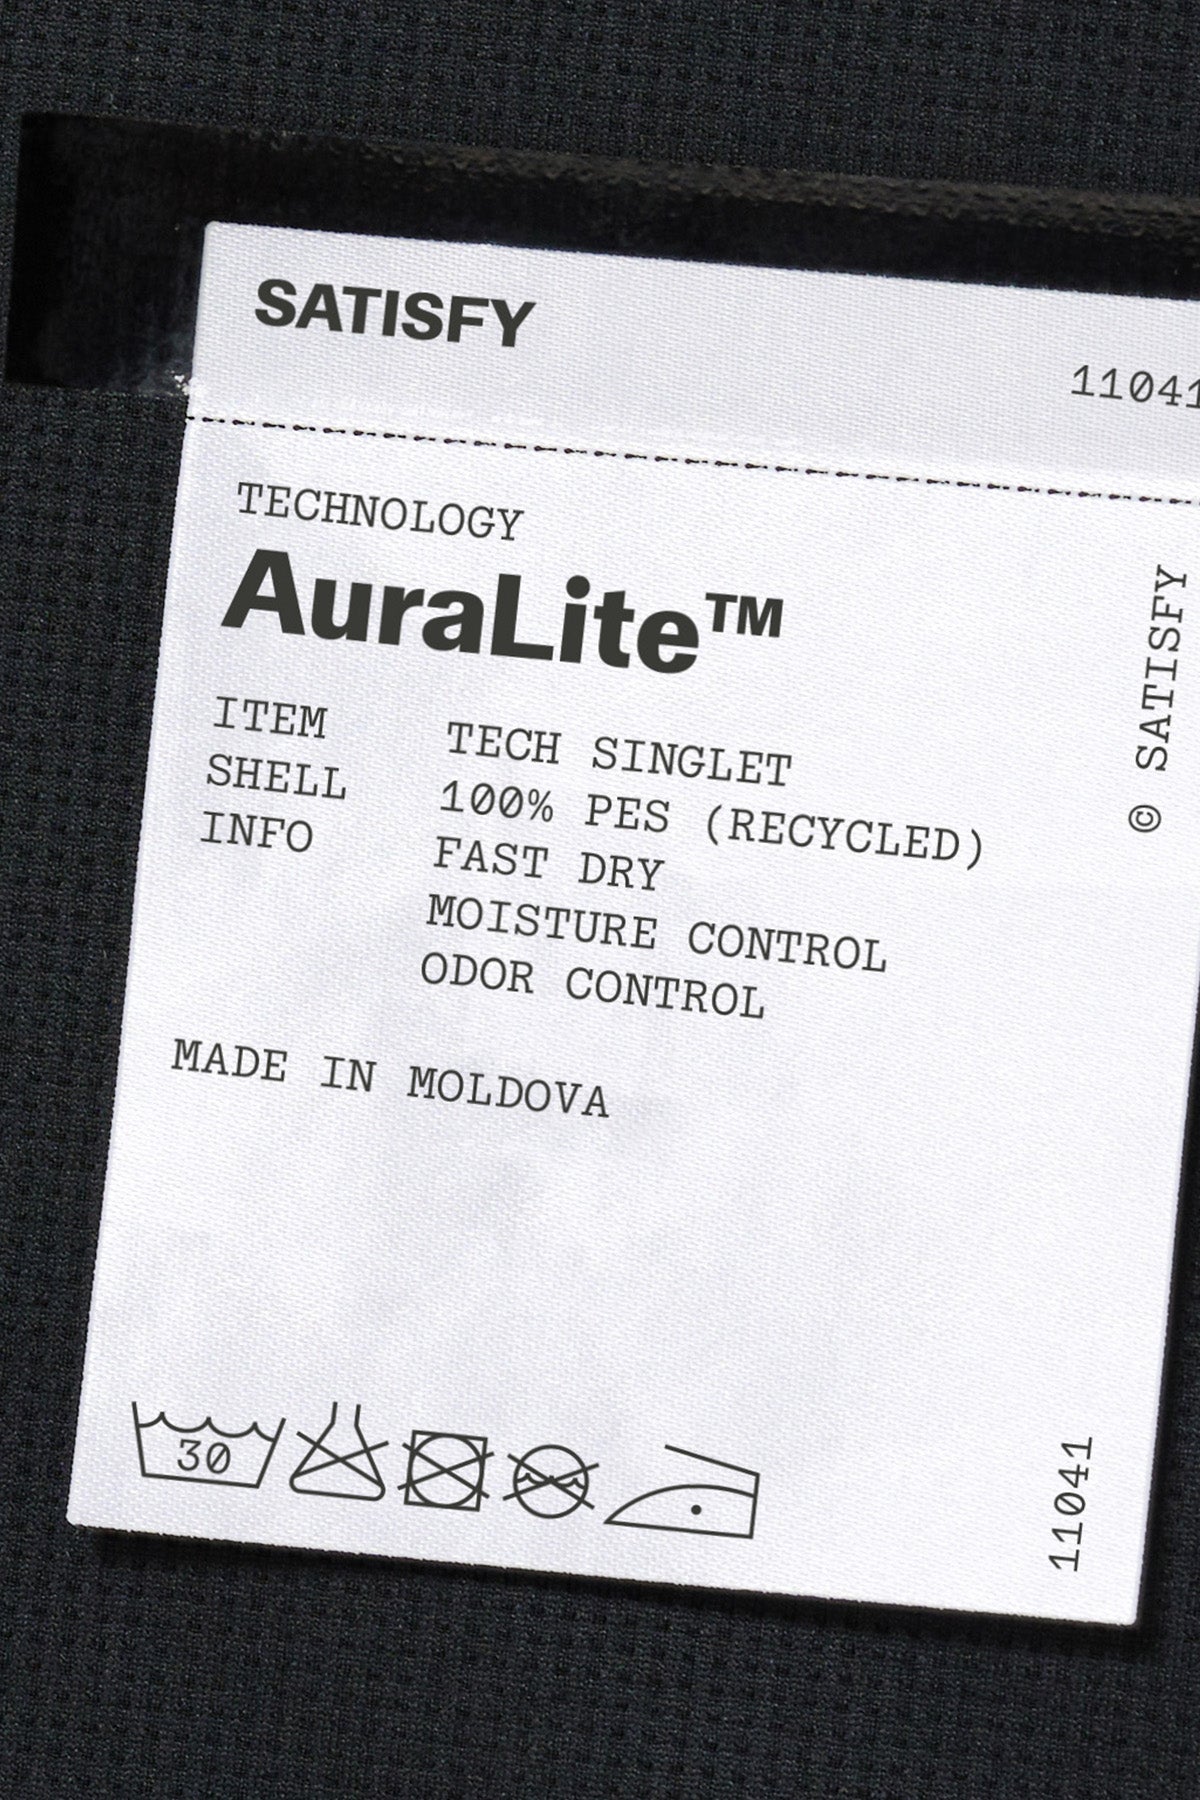 SATISFY
11041
TECHNOLOGY
AuraLite™
ITEM TECH SINGLET
SHELL 100% PES (RECYCLED)
INFO FAST DRY
MOISTURE CONTROL
ODOR CONTROL
MADE IN MOLDOVA
30
© SATISFY
11041